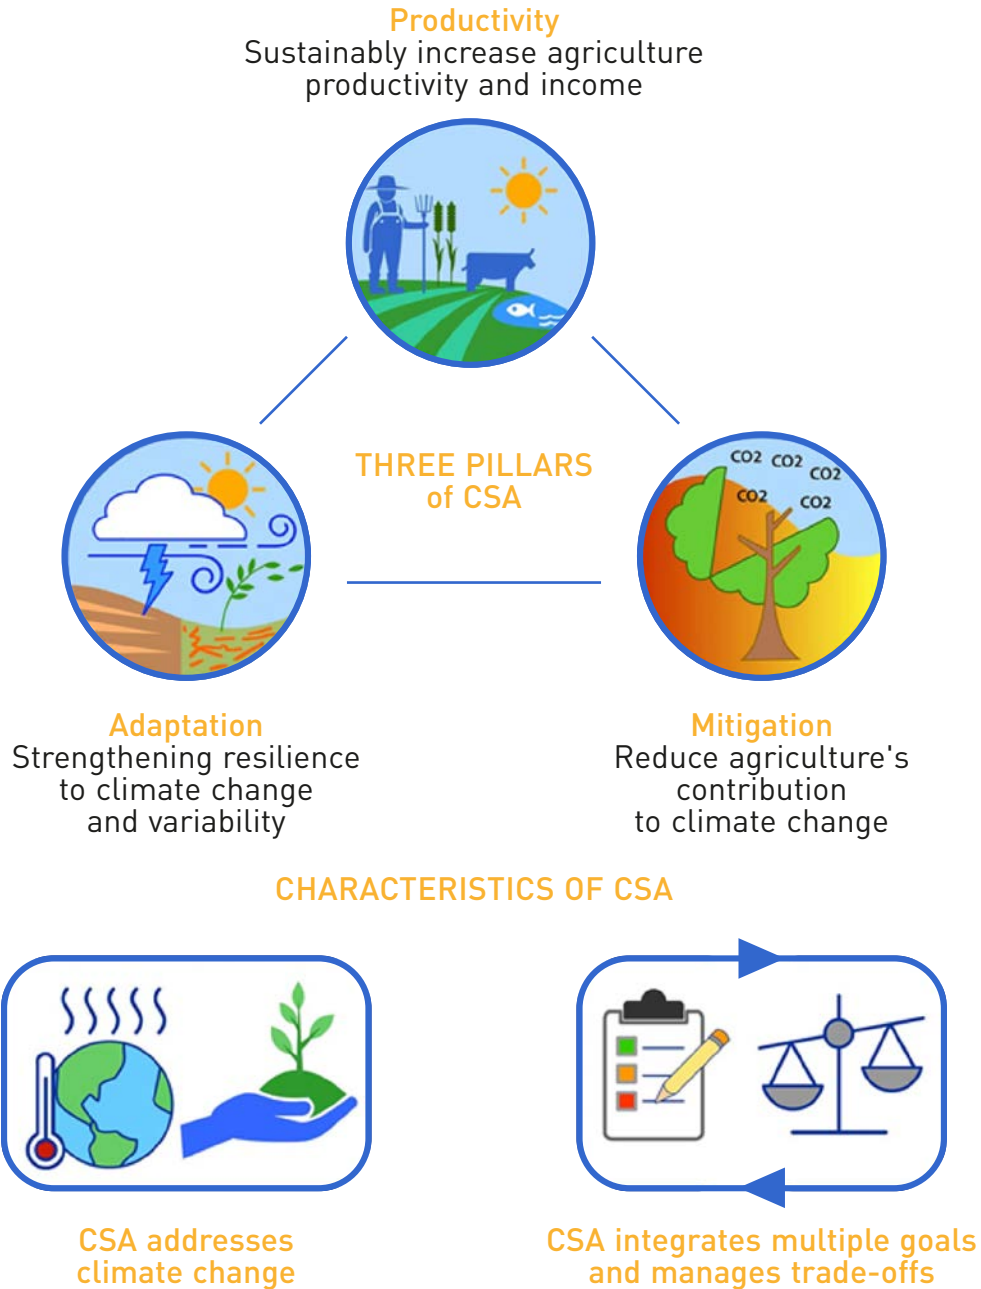 Productivity
Sustainably increase agriculture
productivity and income
THREE PILLARS
of CSA
CO2 CO2
CO2
CO2
CO2
Adaptation
Strengthening resilience
to climate change
and variability
Mitigation
Reduce agriculture's
contribution
to climate change
CHARACTERISTICS OF CSA
CSA addresses
climate change
CSA integrates multiple goals
and manages trade-offs